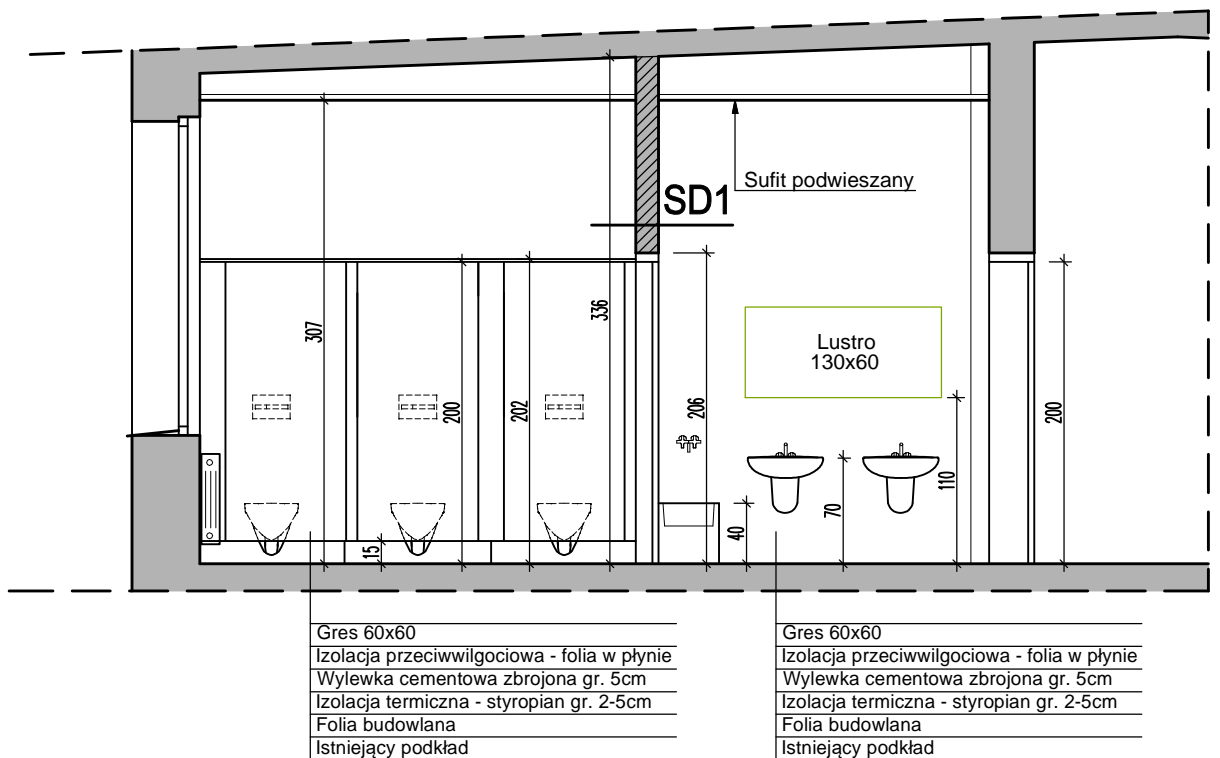 Sufit podwieszany
SD1
336
307
Lustro
130x60
200
202
206
200
110
70
40
15
Gres 60x60
Izolacja przeciwwilgociowa - folia w płynie
Wylewka cementowa zbrojona gr. 5cm
Izolacja termiczna - styropian gr. 2-5cm
Folia budowlana
Istniejący podkład
Gres 60x60
Izolacja przeciwwilgociowa - folia w płynie
Wylewka cementowa zbrojona gr. 5cm
Izolacja termiczna - styropian gr. 2-5cm
Folia budowlana
Istniejący podkład